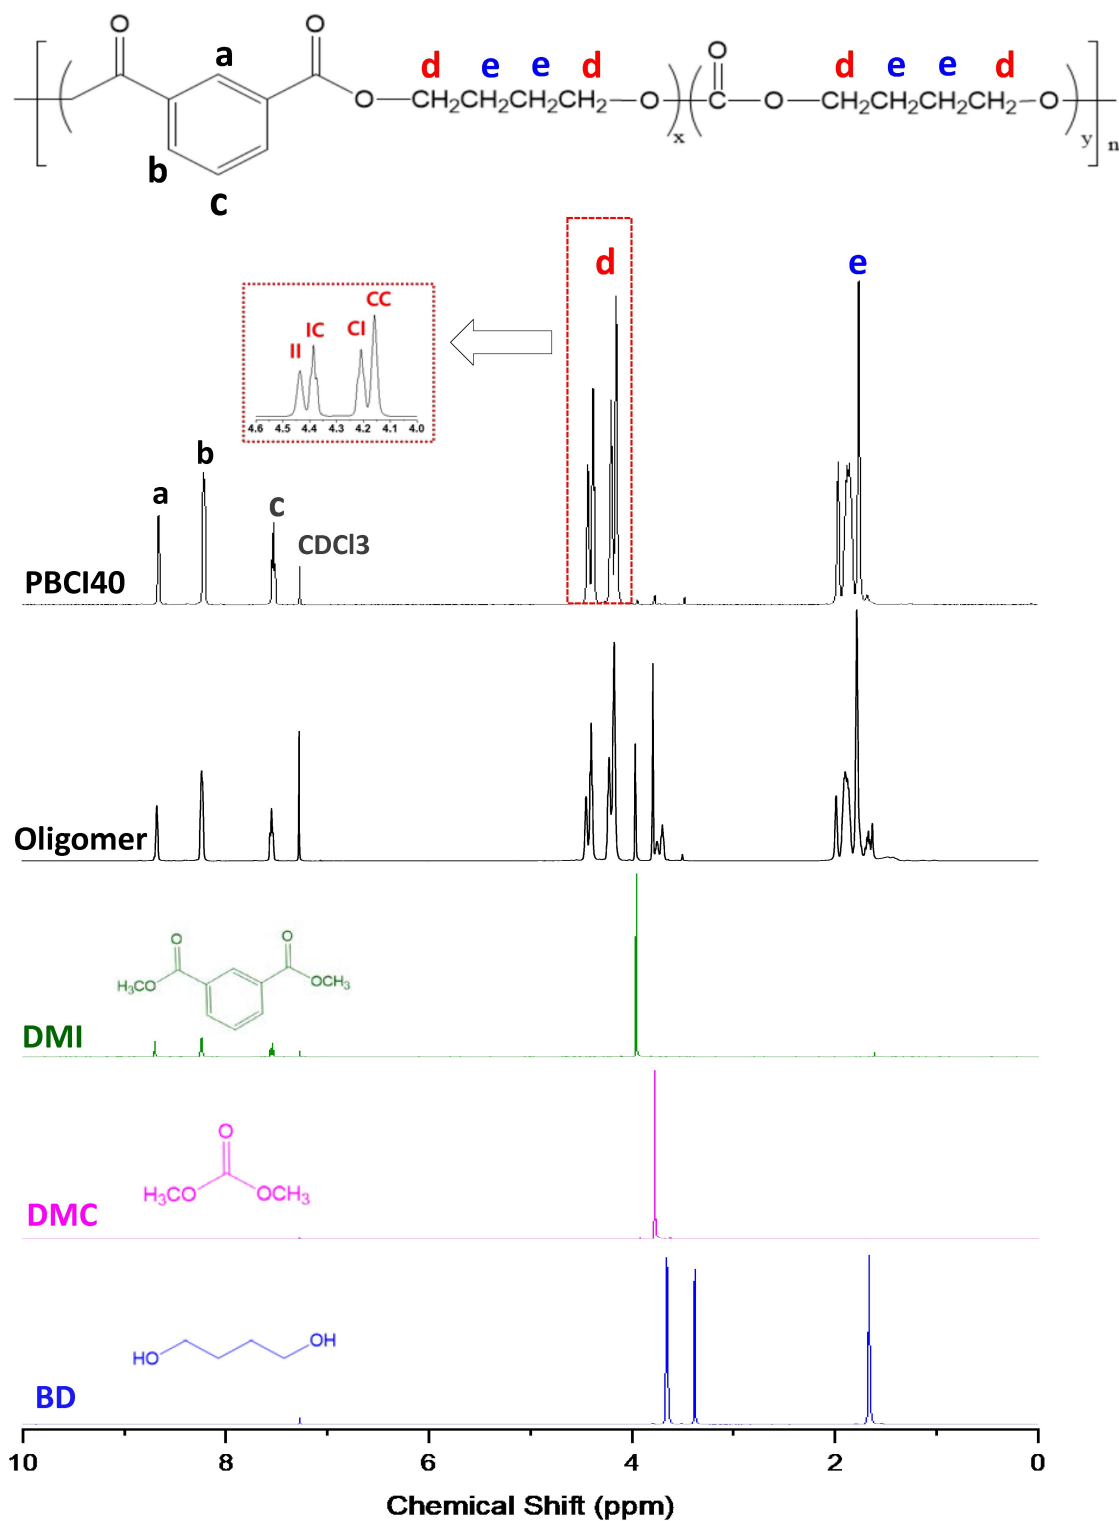 O O O O
a d e e d d e e d
O CH2CH2CH2CH2 O x O CH2CH2CH2CH2 O y n
b
c
d e
CC
IC CI
II
4.6 4.5 4.4 4.3 4.2 4.1 4.0
b
a c
CDCl3
PBCI40
Oligomer
O O
H3CO OCH3
DMI
O
H3CO OCH3
DMC
OH
HO
BD
10 8 6 4 2 0
Chemical Shift (ppm)